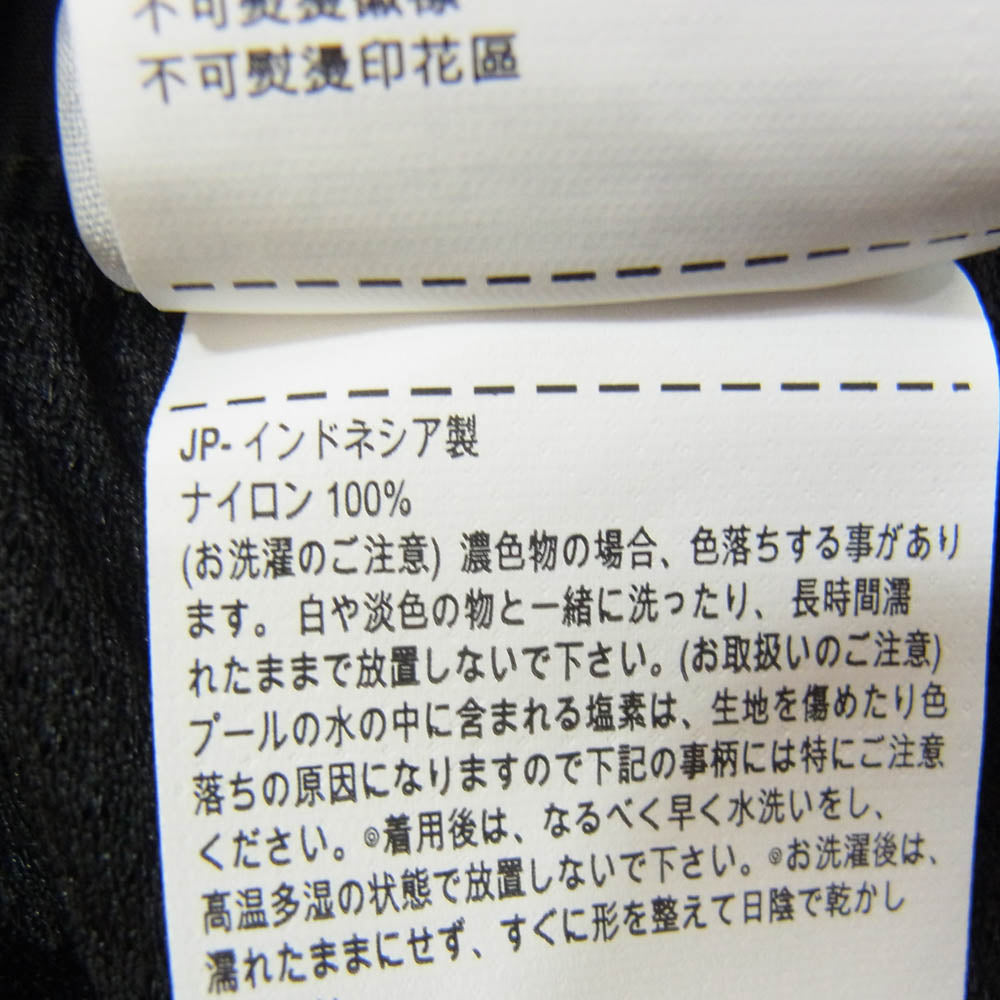 不可熨燙徽標
不可熨燙印花區
JP- インドネシア製
ナイロン 100%
(お洗濯のご注意) 濃色物の場合、色落ちする事があり
ます。 白や淡色の物と一緒に洗ったり、長時間濡
れたままで放置しないで下さい。(お取扱いのご注意)
プールの水の中に含まれる塩素は、生地を傷めたり色
落ちの原因になりますので下記の事柄には特にご注意
ください。◎着用後は、なるべく早く水洗いをし、
高温多湿の状態で放置しないで下さい。◎お洗濯後は、
濡れたままにせず、すぐに形を整えて日陰で乾かし